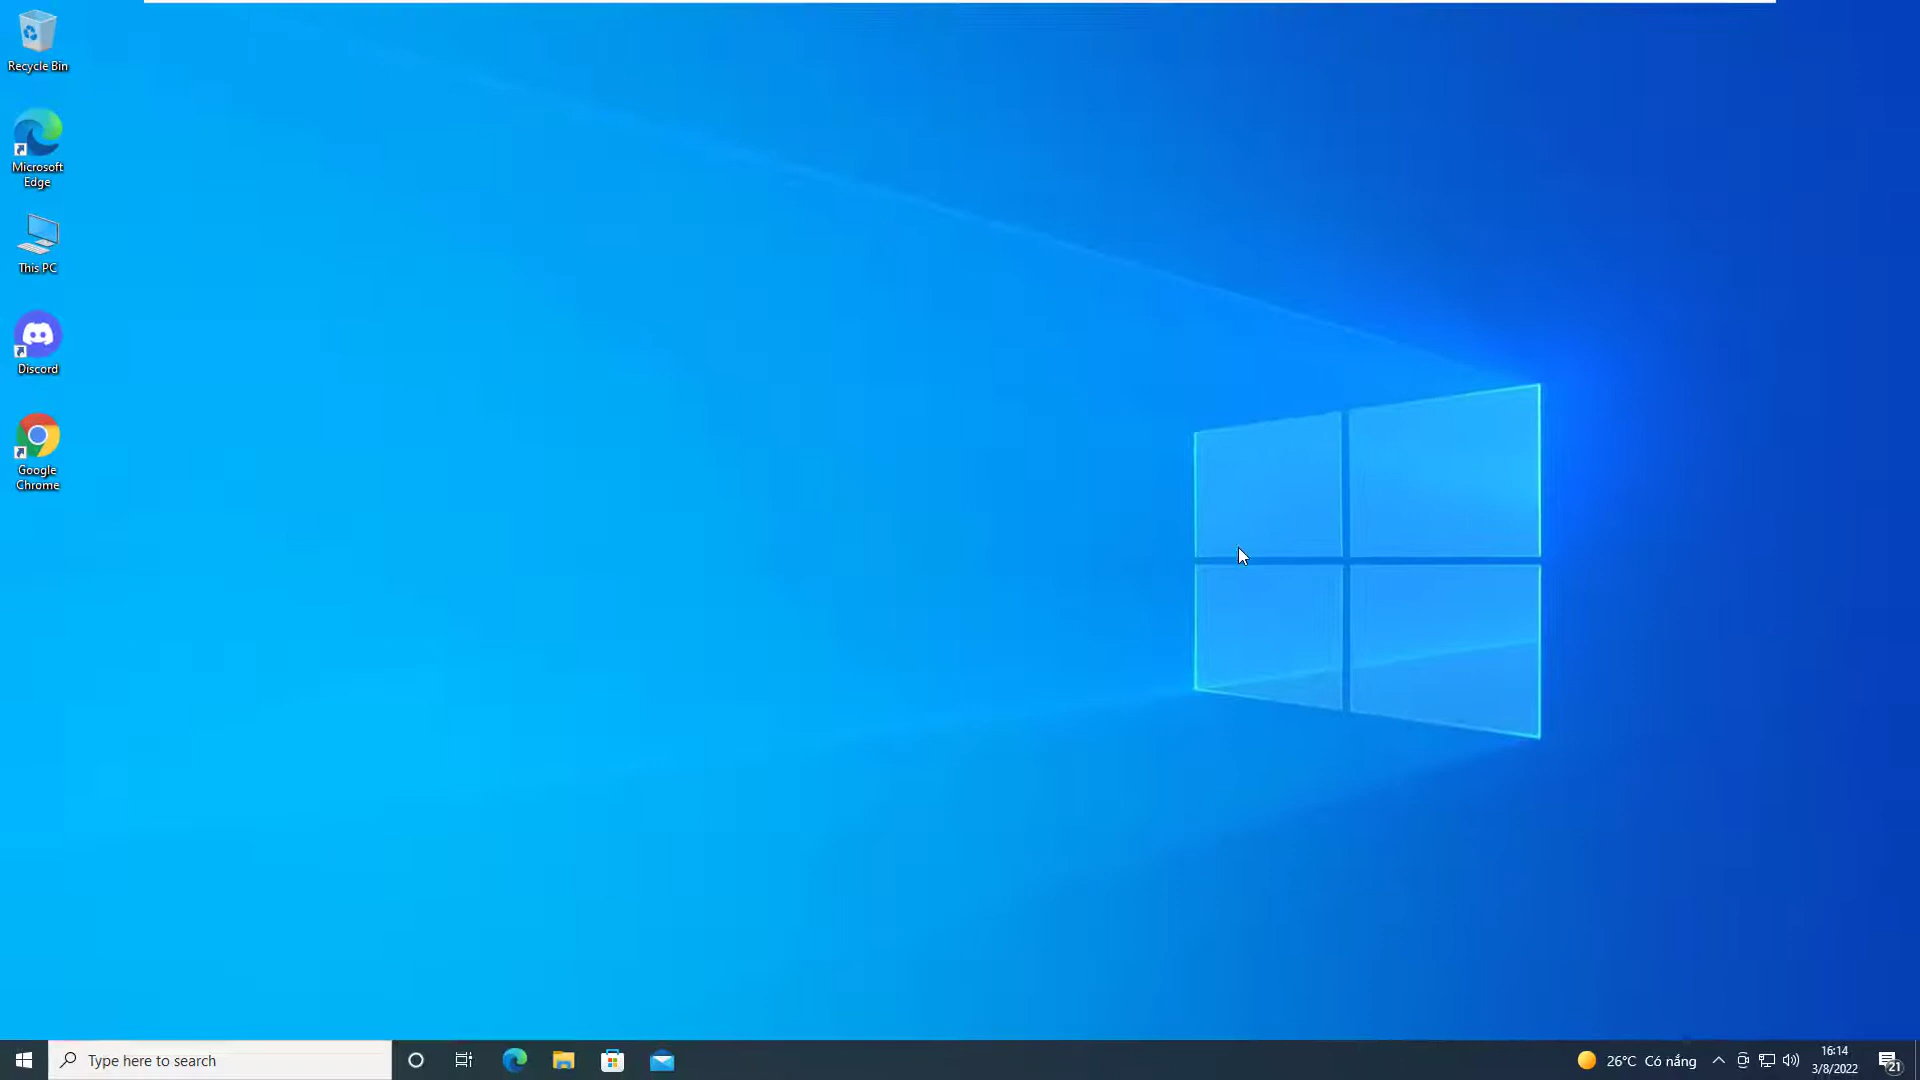 Recycle Bin
Microsoft
Edge
This PC
Discord
Google
Chrome
Type here to search
26°C Có nắng
16:14
3/8/2022
21